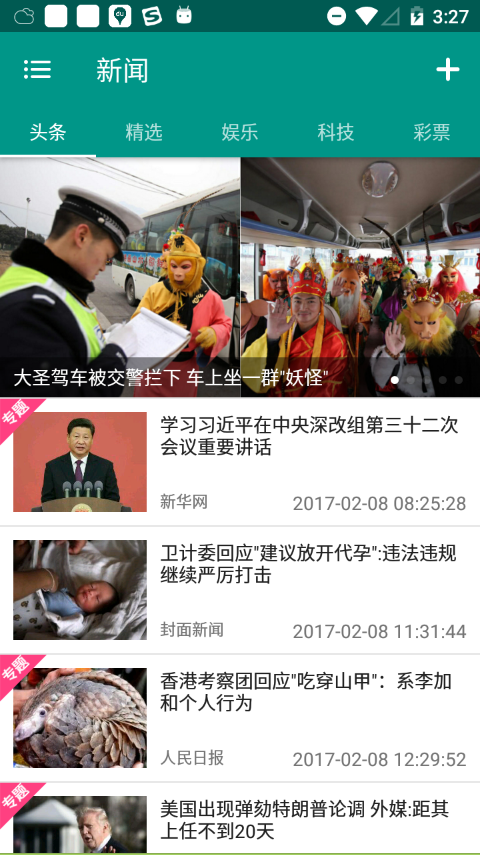 3:27
新闻
头条 精选 娱乐 科技 彩票
大圣驾车被交警拦下 车上坐一群"妖怪"
专题
学习习近平在中央深改组第三十二次
会议重要讲话
新华网 2017-02-08 08:25:28
卫计委回应"建议放开代孕":违法违规
继续严厉打击
封面新闻 2017-02-08 11:31:44
专题
香港考察团回应"吃穿山甲"：系李加
和个人行为
人民日报 2017-02-08 12:29:52
专题
美国出现弹劾特朗普论调 外媒:距其
上任不到20天